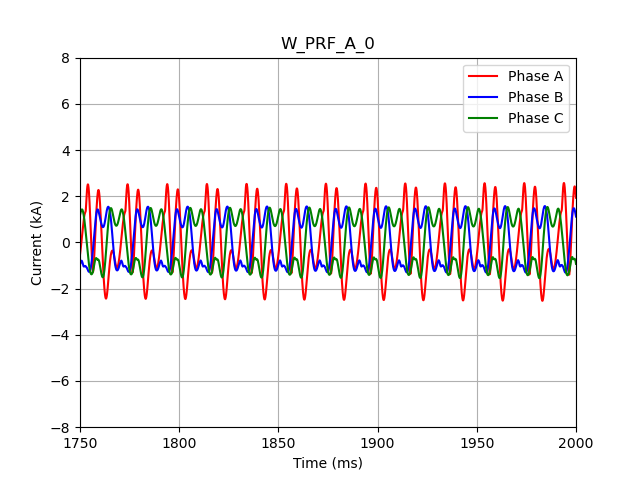 W_PRF_A_0
8
6
4
2
0
−2
−4
−6
−8
Current (kA)
Phase A
Phase B
Phase C
1750
1800
1850
1900
1950
2000
Time (ms)